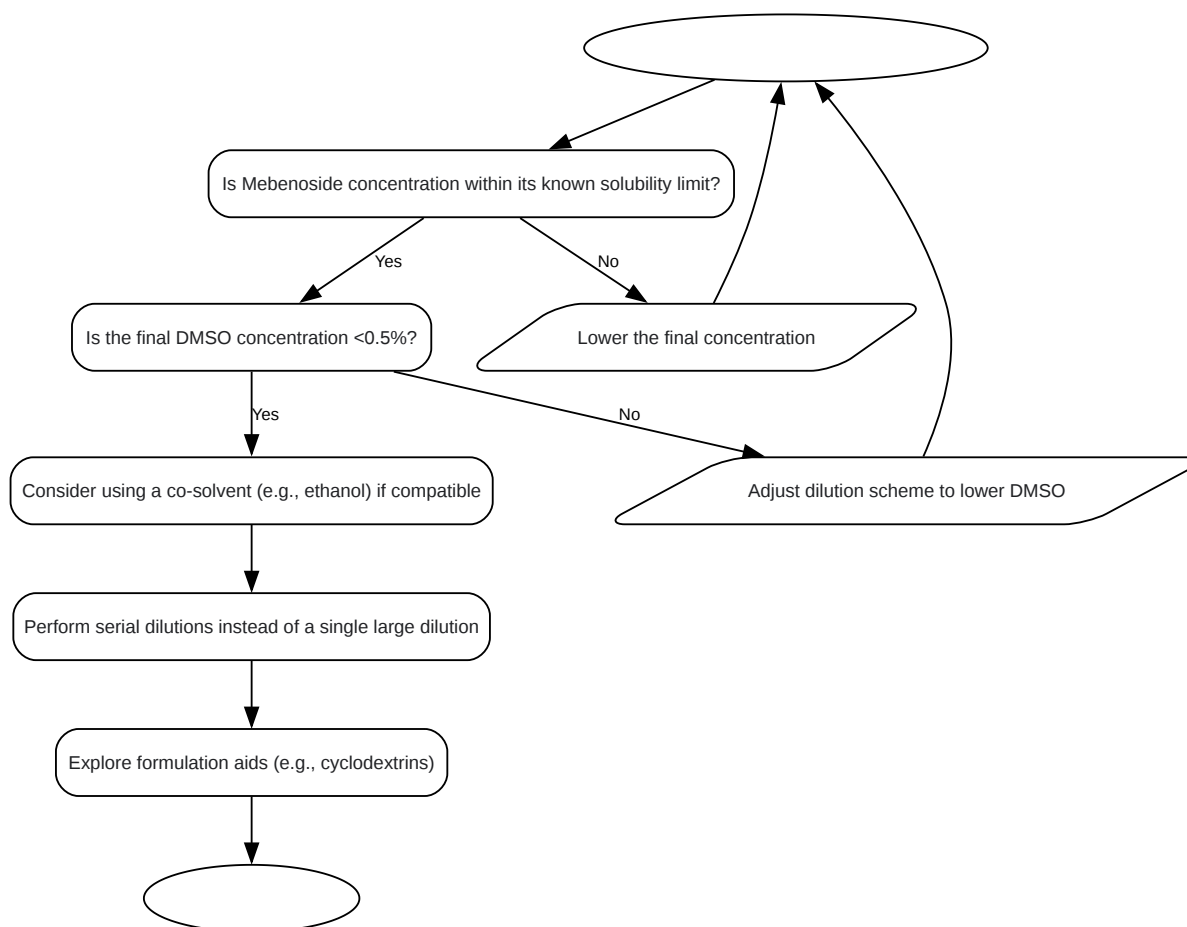 Is Mebenoside concentration within its known solubility limit?
Yes
No
Is the final DMSO concentration <0.5%?
Lower the final concentration
Yes
No
Consider using a co-solvent (e.g., ethanol) if compatible
Adjust dilution scheme to lower DMSO
Perform serial dilutions instead of a single large dilution
Explore formulation aids (e.g., cyclodextrins)